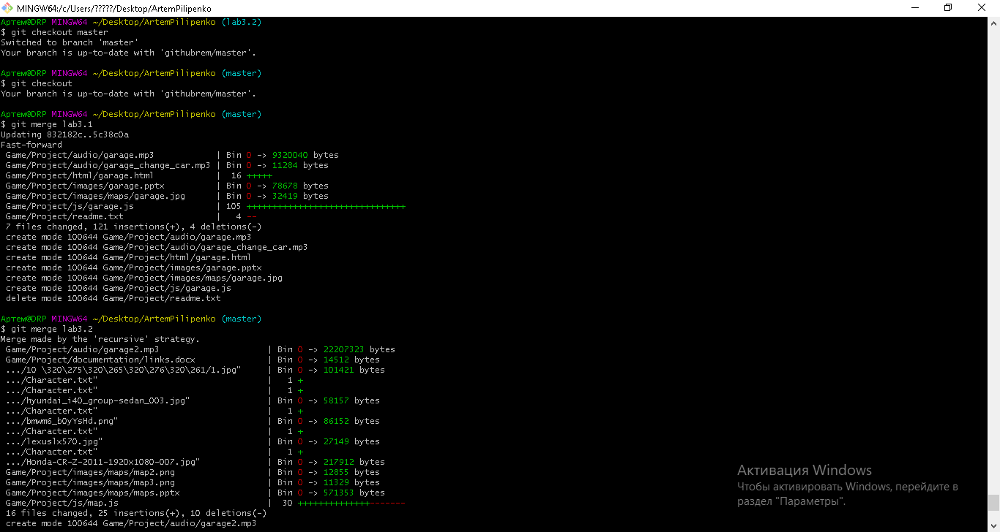 MINGW64:/c/Users/?????/Desktop/ArtemPilipenko
Артем@DRP MINGW64 ~/Desktop/ArtemPilipenko (lab3.2)
$ git checkout master
Switched to branch 'master'
Your branch is up-to-date with 'githubrem/master'.
Артем@DRP MINGW64 ~/Desktop/ArtemPilipenko (master)
$ git checkout
Your branch is up-to-date with 'githubrem/master'.
Артем@DRP MINGW64 ~/Desktop/ArtemPilipenko (master)
$ git merge lab3.1
Updating 832182c..5c38c0a
Fast-forward
Game/Project/audio/garage.mp3 | Bin 0 -> 9320040 bytes
Game/Project/audio/garage_change_car.mp3 | Bin 0 -> 11284 bytes
Game/Project/html/garage.html | 16 +++++
Game/Project/images/garage.pptx | Bin 0 -> 78678 bytes
Game/Project/images/maps/garage.jpg | Bin 0 -> 32419 bytes
Game/Project/js/garage.js | 105 +++++++++++++++++++++++++++++++
Game/Project/readme.txt | 4 --
7 files changed, 121 insertions(+), 4 deletions(-)
create mode 100644 Game/Project/audio/garage.mp3
create mode 100644 Game/Project/audio/garage_change_car.mp3
create mode 100644 Game/Project/html/garage.html
create mode 100644 Game/Project/images/garage.pptx
create mode 100644 Game/Project/images/maps/garage.jpg
create mode 100644 Game/Project/js/garage.js
delete mode 100644 Game/Project/readme.txt
Артем@DRP MINGW64 ~/Desktop/ArtemPilipenko (master)
$ git merge lab3.2
Merge made by the 'recursive' strategy.
Game/Project/audio/garage2.mp3 | Bin 0 -> 22207323 bytes
Game/Project/documentation/links.docx | Bin 0 -> 14512 bytes
.../10 \320\275\320\265\320\276\320\261/1.jpg" | Bin 0 -> 101421 bytes
.../Character.txt" | 1 +
.../Character.txt" | 1 +
.../hyundai_i40_group-sedan_003.jpg" | Bin 0 -> 58157 bytes
.../Character.txt" | 1 +
.../bmwm6_b0yYsHd.png" | Bin 0 -> 86152 bytes
.../Character.txt" | 1 +
.../lexuslx570.jpg" | Bin 0 -> 27149 bytes
.../Character.txt" | 1 +
.../Honda-CR-Z-2011-1920x1080-007.jpg" | Bin 0 -> 217912 bytes
Game/Project/images/maps/map2.png | Bin 0 -> 12855 bytes
Game/Project/images/maps/map3.png | Bin 0 -> 11329 bytes
Game/Project/images/maps/maps.pptx | Bin 0 -> 571353 bytes
Game/Project/js/map.js | 30 ++++++++++++++-------
16 files changed, 25 insertions(+), 10 deletions(-)
create mode 100644 Game/Project/audio/garage2.mp3
Активация Windows
Чтобы активировать Windows, перейдите в
раздел "Параметры".